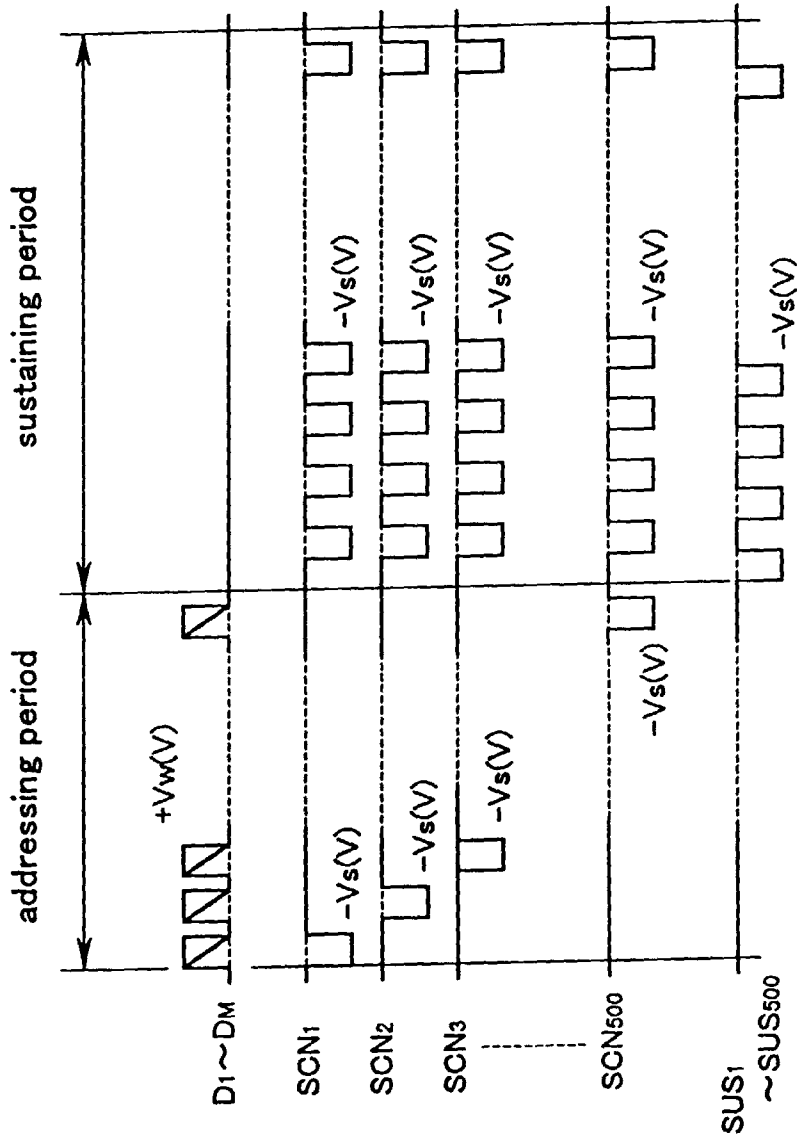 addressing period
sustaining period
+Vw(V)
D1~DM
SCN1
-Vs(V)
-Vs(V)
SCN2
-Vs(V)
-Vs(V)
SCN3
-Vs(V)
-Vs(V)
SCN500
-Vs(V)
-Vs(V)
SUS1
~SUS500
-Vs(V)